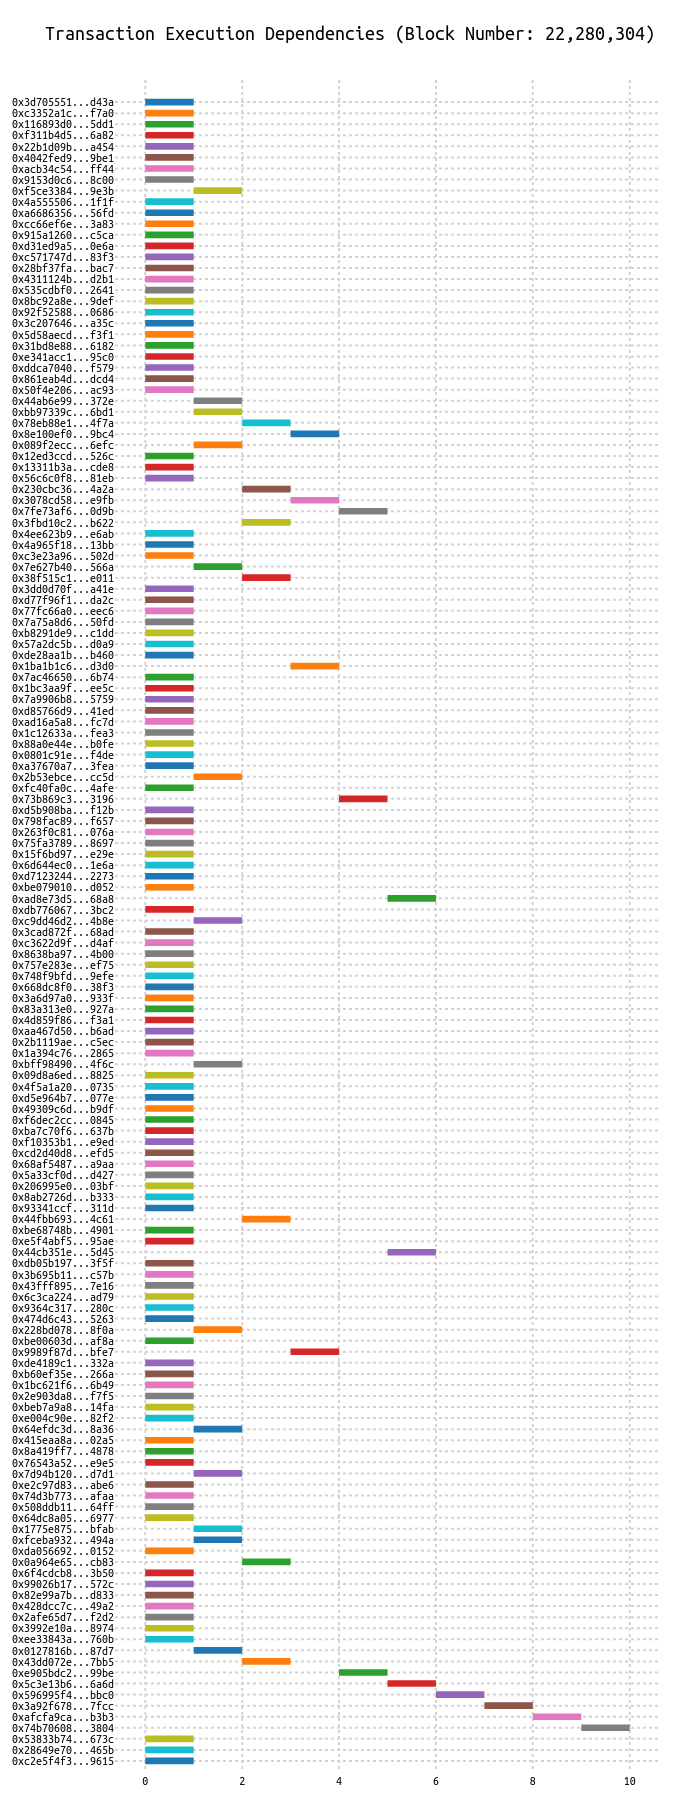 Transaction Execution Dependencies (Block Number: 22,280,304)
0x3d705551...d43a
0xc3352a1c...f7a0
0x116893d0...5dd1
0xf311b4d5...6a82
0x22b1d09b...a454
0x4042fed9...9be1
0xacb34c54...ff44
0x9153d0c6...8c00
0xf5ce3384...9e3b
0x4a555506...1f1f
0xa6686356...56fd
0xcc66ef6e...3a83
0x915a1260...c5ca
0xd31ed9a5...0e6a
0xc571747d...83f3
0x28bf37fa...bac7
0x4311124b...d2b1
0x535cdbf0...2641
0x8bc92a8e...9def
0x92f52588...0686
0x3c207646...a35c
0x5d58aecd...f3f1
0x31bd8e88...6182
0xe341acc1...95c0
0xddca7040...f579
0x861eab4d...dcd4
0x50f4e206...ac93
0x44ab6e99...372e
0xbb97339c...6bd1
0x78eb88e1...4f7a
0x8e100ef0...9bc4
0x089f2ecc...6efc
0x12ed3ccd...526c
0x13311b3a...cde8
0x56c6c0f8...81eb
0x230cbc36...4a2a
0x3078cd58...e9fb
0x7fe73af6...0d9b
0x3fbd10c2...b622
0x4ee623b9...e6ab
0x4a965f18...13bb
0xc3e23a96...502d
0x7e627b40...566a
0x38f515c1...e011
0x3dd0d70f...a41e
0xd77f96f1...da2c
0x77fc66a0...eec6
0x7a75a8d6...50fd
0xb8291de9...c1dd
0x57a2dc5b...d0a9
0xde28aa1b...b460
0x1ba1b1c6...d3d0
0x7ac46650...6b74
0x1bc3aa9f...ee5c
0x7a9906b8...5759
0xd85766d9...41ed
0xad16a5a8...fc7d
0x1c12633a...fea3
0x88a0e44e...b0fe
0x0801c91e...f4de
0xa37670a7...3fea
0x2b53ebce...cc5d
0xfc40fa0c...4afe
0x73b869c3...3196
0xd5b908ba...f12b
0x798fac89...f657
0x263f0c81...076a
0x75fa3789...8697
0x15f6bd97...e29e
0x6d644ec0...1e6a
0xd7123244...2273
0xbe079010...d052
0xad8e73d5...68a8
0xdb776067...3bc2
0xc9dd46d2...4b8e
0x3cad872f...68ad
0xc3622d9f...d4af
0x8638ba97...4b00
0x757e283e...ef75
0x748f9bfd...9efe
0x668dc8f0...38f3
0x3a6d97a0...933f
0x83a313e0...927a
0x4d859f86...f3a1
0xaa467d50...b6ad
0x2b1119ae...c5ec
0x1a394c76...2865
0xbff98490...4f6c
0x09d8a6ed...8825
0x4f5a1a20...0735
0xd5e964b7...077e
0x49309c6d...b9df
0xf6dec2cc...0845
0xba7c70f6...637b
0xf10353b1...e9ed
0xcd2d40d8...efd5
0x68af5487...a9aa
0x5a33cf0d...d427
0x206995e0...03bf
0x8ab2726d...b333
0x93341ccf...311d
0x44fbb693...4c61
0xbe68748b...4901
0xe5f4abf5...95ae
0x44cb351e...5d45
0xdb05b197...3f5f
0x3b695b11...c57b
0x43fff895...7e16
0x6c3ca224...ad79
0x9364c317...280c
0x474d6c43...5263
0x228bd078...8f0a
0xbe00603d...af8a
0x9989f87d...bfe7
0xde4189c1...332a
0xb60ef35e...266a
0x1bc621f6...6b49
0x2e903da8...f7f5
0xbeb7a9a8...14fa
0xe004c90e...82f2
0x64efdc3d...8a36
0x415eaa8a...02a5
0x8a419ff7...4878
0x76543a52...e9e5
0x7d94b120...d7d1
0xe2c97d83...abe6
0x74d3b773...afaa
0x508ddb11...64ff
0x64dc8a05...6977
0x1775e875...bfab
0xfceba932...494a
0xda056692...0152
0x0a964e65...cb83
0x6f4cdcb8...3b50
0x99026b17...572c
0x82e99a7b...d833
0x428dcc7c...49a2
0x2afe65d7...f2d2
0x3992e10a...8974
0xee33843a...760b
0x0127816b...87d7
0x43dd072e...7bb5
0xe905bdc2...99be
0x5c3e13b6...6a6d
0x596995f4...bbc0
0x3a92f678...7fcc
0xafcfa9ca...b3b3
0x74b70608...3804
0x53833b74...673c
0x28649e70...465b
0xc2e5f4f3...9615
0 2 4 6 8 10